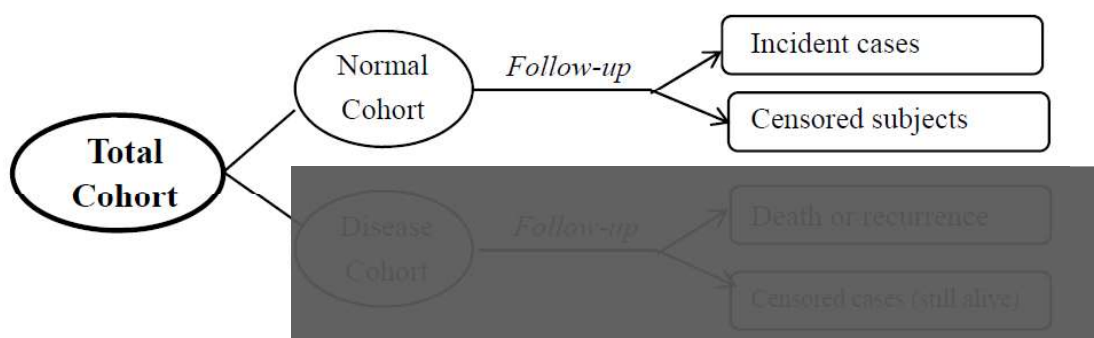 Total
Cohort
Normal
Cohort
Follow-up
Incident cases
Censored subjects
Disease
Cohort
Follow-up
Death or recurrence
Censored cases (still alive)